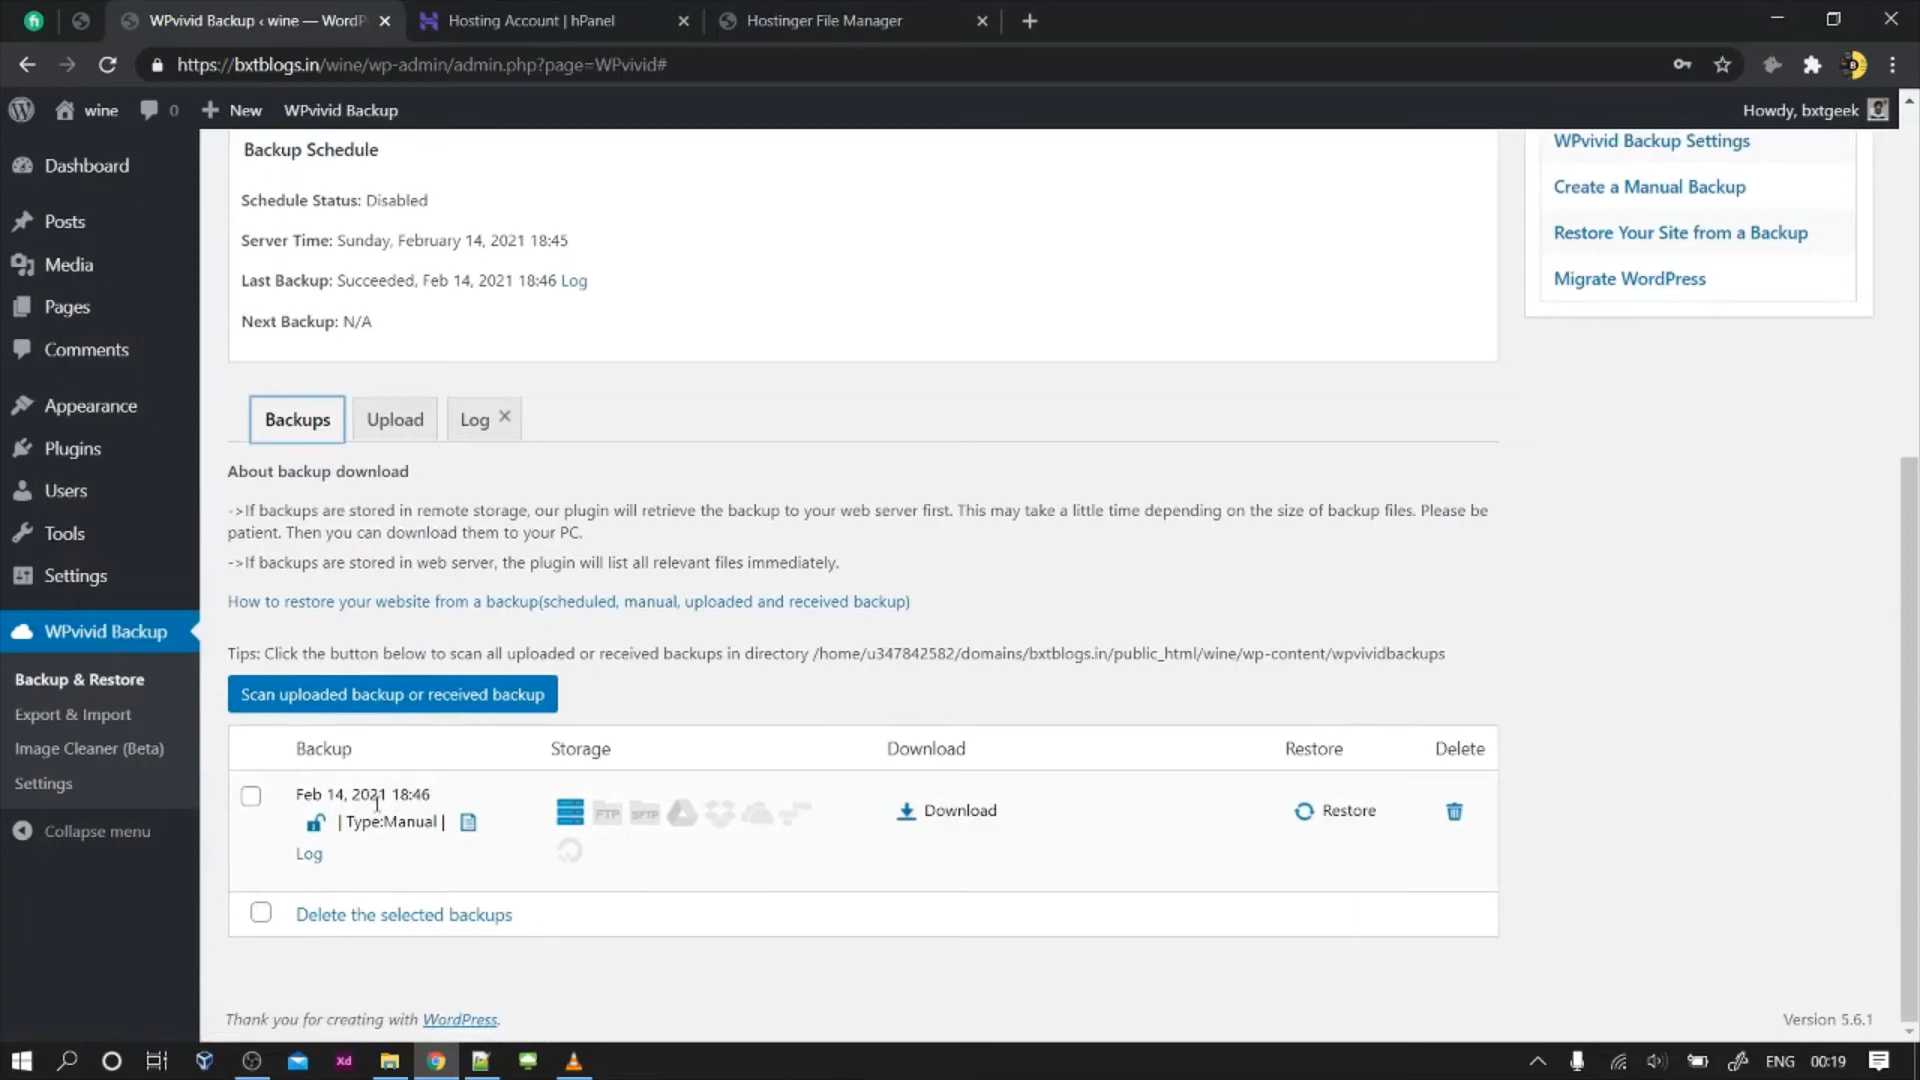 WPvivid Backup ‹ wine — WordP
Hosting Account | hPanel
Hostinger File Manager
https://bxtblogs.in/wine/wp-admin/admin.php?page=WPvivid#
wine
0
New
WPvivid Backup
Howdy, bxtgeek
Dashboard
Posts
Media
Pages
Comments
Appearance
Plugins
Users
Tools
Settings
WPvivid Backup
Backup & Restore
Export & Import
Image Cleaner (Beta)
Settings
Collapse menu
Backup Schedule
Schedule Status: Disabled
Server Time: Sunday, February 14, 2021 18:45
Last Backup: Succeeded, Feb 14, 2021 18:46 Log
Next Backup: N/A
WPvivid Backup Settings
Create a Manual Backup
Restore Your Site from a Backup
Migrate WordPress
Backups
Upload
Log
About backup download
->If backups are stored in remote storage, our plugin will retrieve the backup to your web server first. This may take a little time depending on the size of backup files. Please be
patient. Then you can download them to your PC.
->If backups are stored in web server, the plugin will list all relevant files immediately.
How to restore your website from a backup(scheduled, manual, uploaded and received backup)
Tips: Click the button below to scan all uploaded or received backups in directory /home/u347842582/domains/bxtblogs.in/public_html/wine/wp-content/wpvividbackups
Scan uploaded backup or received backup
Backup Storage Download Restore Delete
Feb 14, 2021 18:46
| Type:Manual |
Log
FTP
SFTP
Download
Restore
Delete the selected backups
Thank you for creating with WordPress.
Version 5.6.1
Xd
ENG
00:19